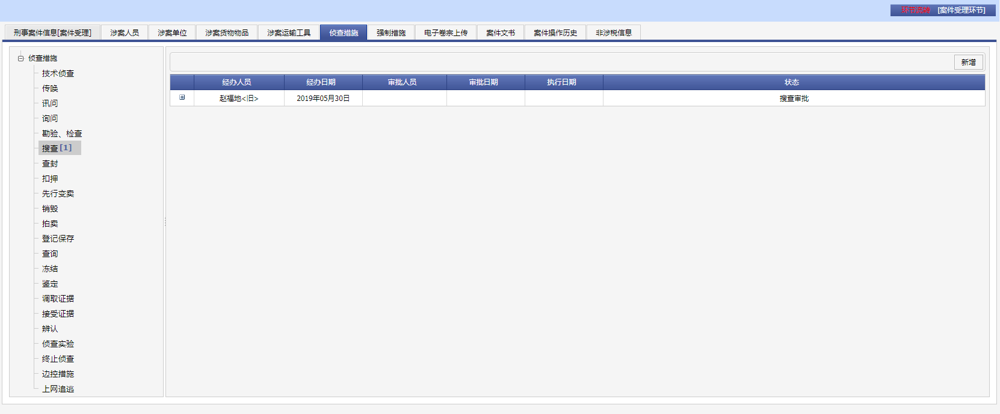 环节流转 [案件受理环节]
刑事案件信息[案件受理] 涉案人员 涉案单位 涉案货物物品 涉案运输工具 侦查措施 强制措施 电子卷宗上传 案件文书 案件操作历史 非涉税信息
侦查措施
技术侦查
传唤
讯问
询问
勘验、检查
搜查[1]
查封
扣押
先行变卖
销毁
拍卖
登记保存
查询
冻结
鉴定
调取证据
接受证据
辨认
侦查实验
终止侦查
边控措施
上网追逃
新增
经办人员 经办日期 审批人员 审批日期 执行日期 状态
赵福地<旧> 2019年05月30日 搜查审批